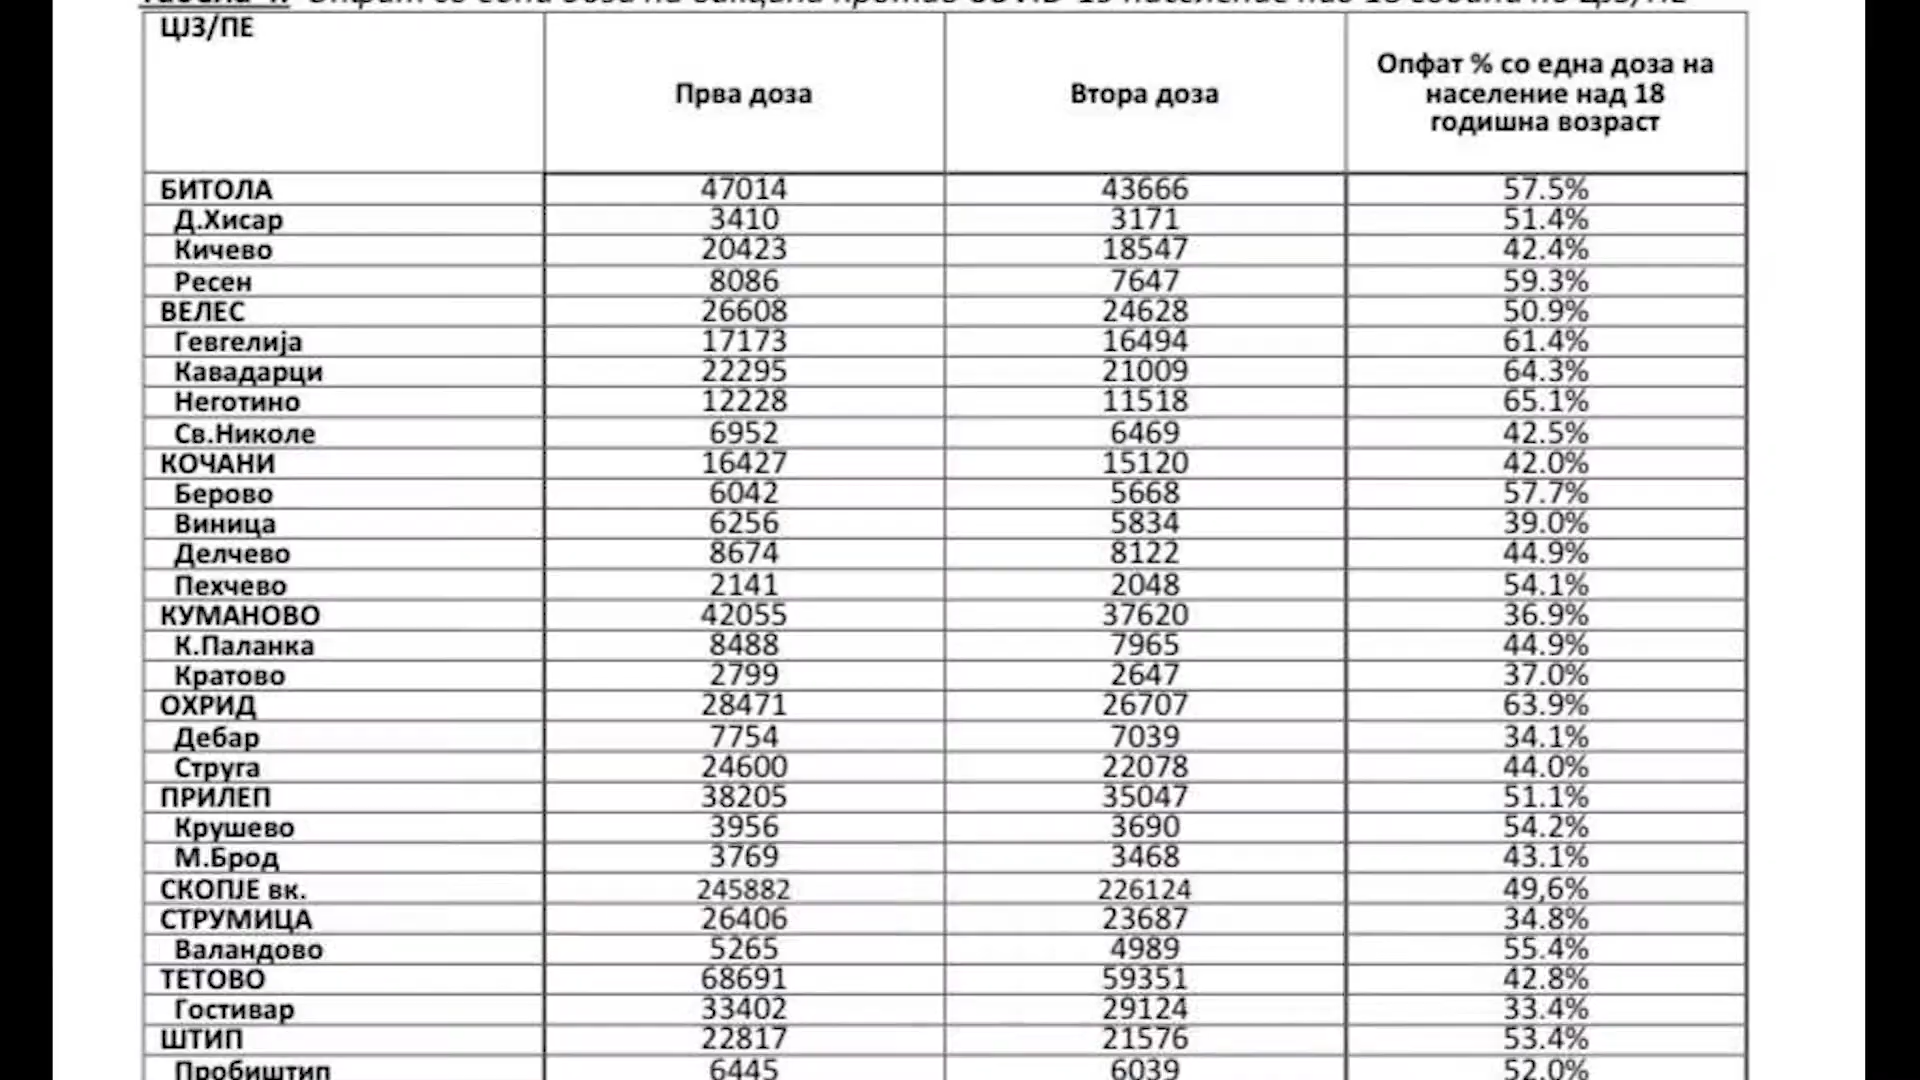 ЦЈЗ/ПЕ
Прва доза
Втора доза
Опфат % со една доза на
население над 18
годишна возраст
БИТОЛА 47014 43666 57.5%
Д.Хисар 3410 3171 51.4%
Кичево 20423 18547 42.4%
Ресен 8086 7647 59.3%
ВЕЛЕС 26608 24628 50.9%
Гевгелија 17173 16494 61.4%
Кавадарци 22295 21009 64.3%
Неготино 12228 11518 65.1%
Св.Николе 6952 6469 42.5%
КОЧАНИ 16427 15120 42.0%
Берово 6042 5668 57.7%
Виница 6256 5834 39.0%
Делчево 8674 8122 44.9%
Пехчево 2141 2048 54.1%
КУМАНОВО 42055 37620 36.9%
К.Паланка 8488 7965 44.9%
Кратово 2799 2647 37.0%
ОХРИД 28471 26707 63.9%
Дебар 7754 7039 34.1%
Струга 24600 22078 44.0%
ПРИЛЕП 38205 35047 51.1%
Крушево 3956 3690 54.2%
М.Брод 3769 3468 43.1%
СКОПЈЕ вк. 245882 226124 49,6%
СТРУМИЦА 26406 23687 34.8%
Валандово 5265 4989 55.4%
ТЕТОВО 68691 59351 42.8%
Гостивар 33402 29124 33.4%
ШТИП 22817 21576 53.4%
Пробиштип 6445 6039 52.0%